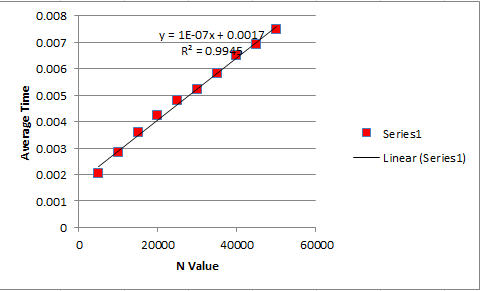 0.008
0.007
0.006
0.005
0.004
0.003
0.002
0.001
0
Average Time
y = 1E-07x + 0.0017
R² = 0.9945
0 20000 40000 60000
N Value
Series1
Linear (Series1)